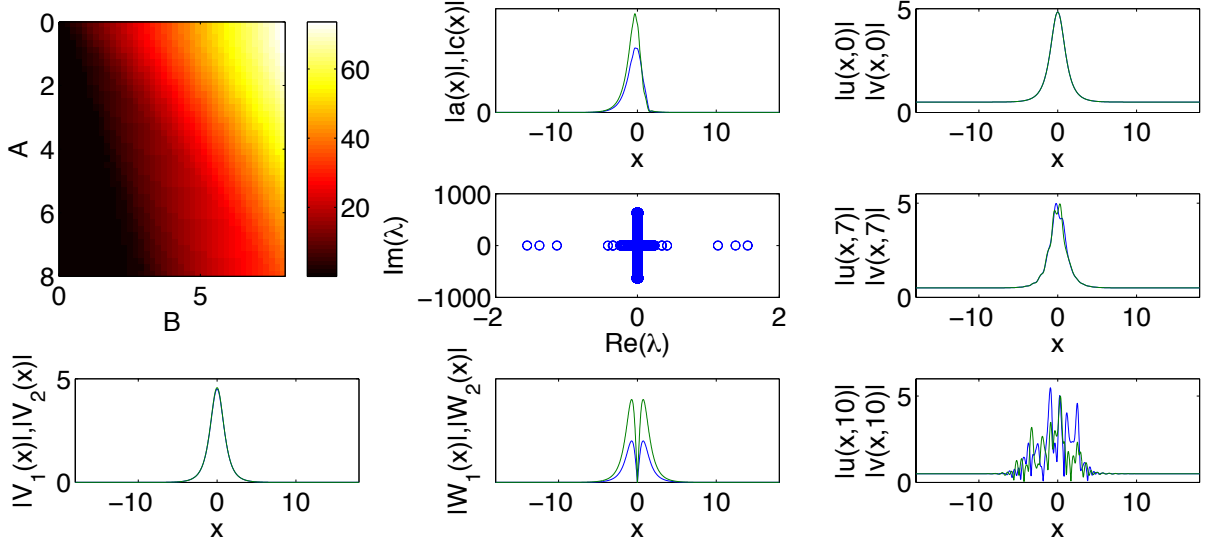 0
2
4
6
8
A
0
5
B
60
40
20
|a(x)|,|c(x)|
0
−10
0
10
x
|u(x,0)|
|v(x,0)|
5
0
−10
0
10
x
Im(λ)
1000
0
−1000
−2
0
2
Re(λ)
|u(x,7)|
|v(x,7)|
5
0
−10
0
10
x
|V₁(x)|,|V₂(x)|
5
0
−10
0
10
x
|W₁(x)|,|W₂(x)|
0
−10
0
10
x
|u(x,10)|
|v(x,10)|
5
0
−10
0
10
x